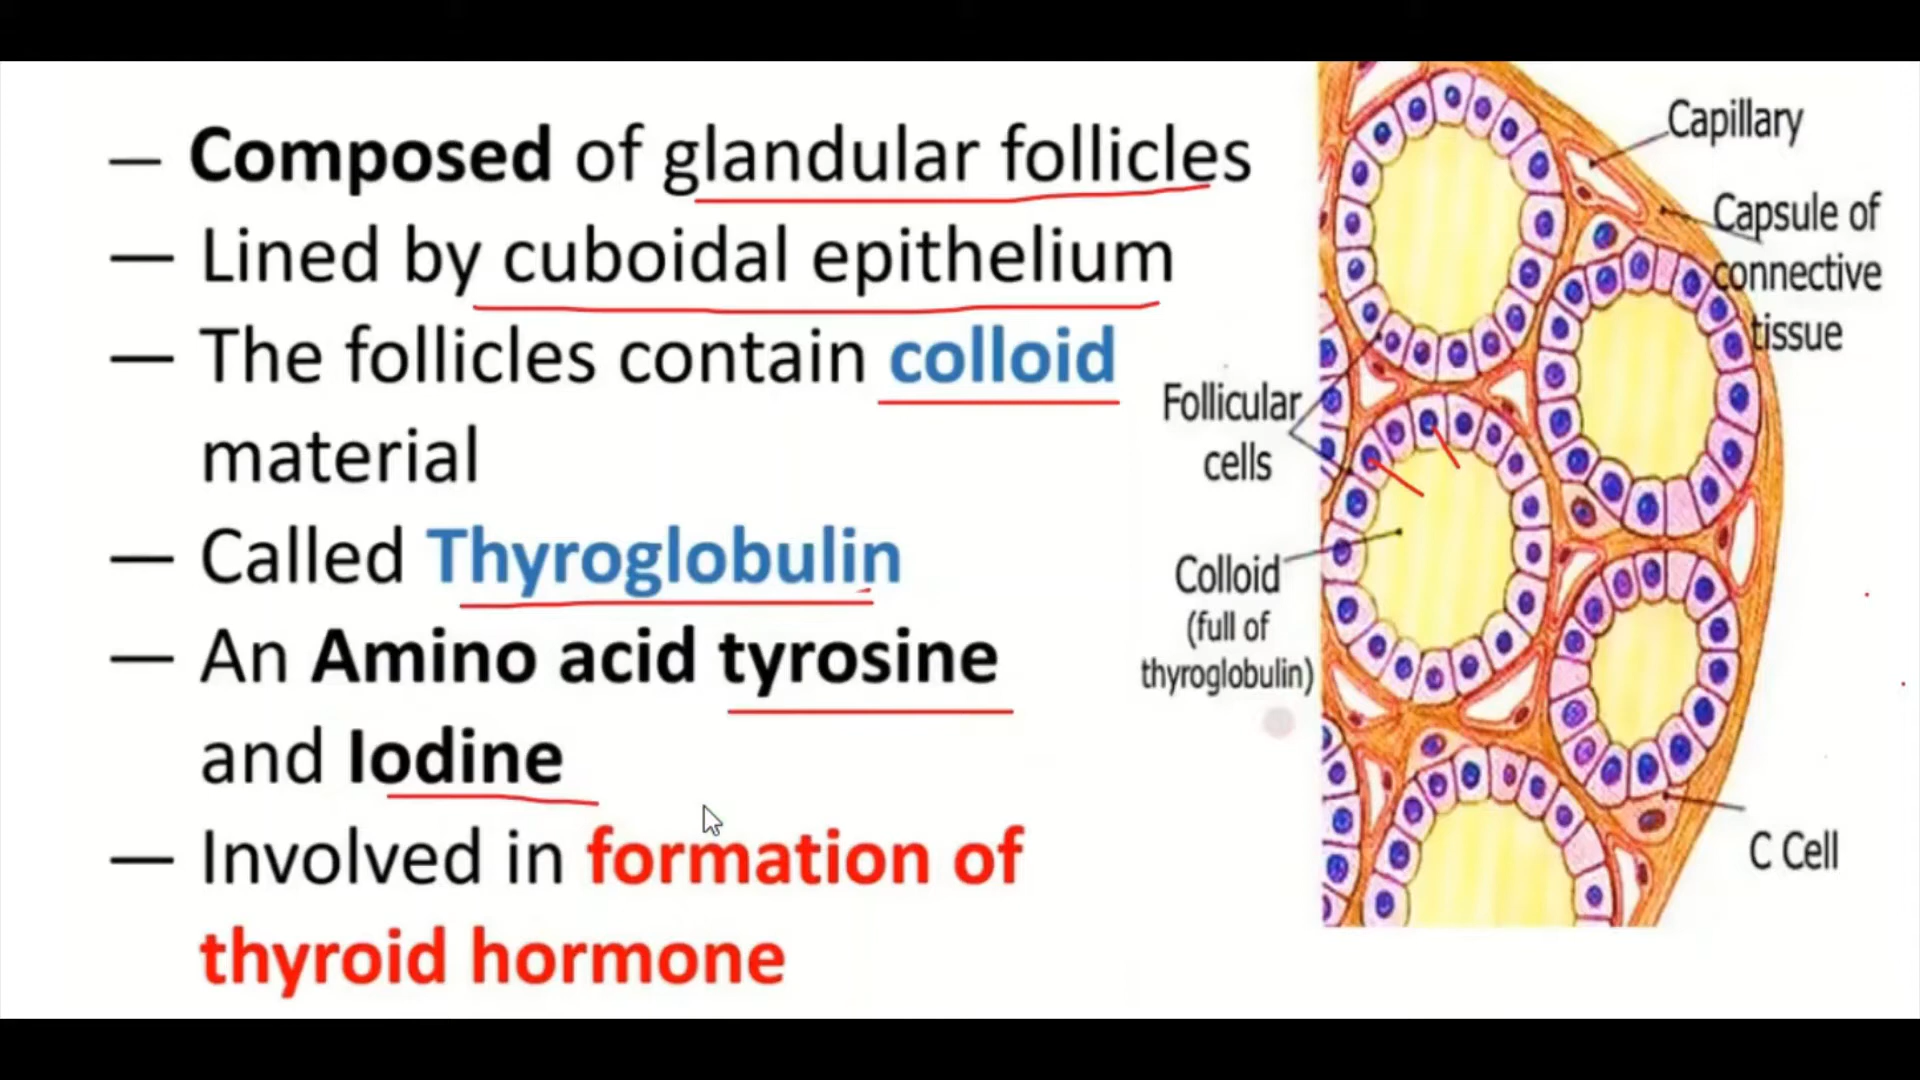 — Composed of glandular follicles
— Lined by cuboidal epithelium
— The follicles contain colloid
material
— Called Thyroglobulin
— An Amino acid tyrosine
and Iodine
— Involved in formation of
thyroid hormone
Capillary
Capsule of
connective
tissue
Follicular
cells
Colloid
(full of
thyroglobulin)
C Cell